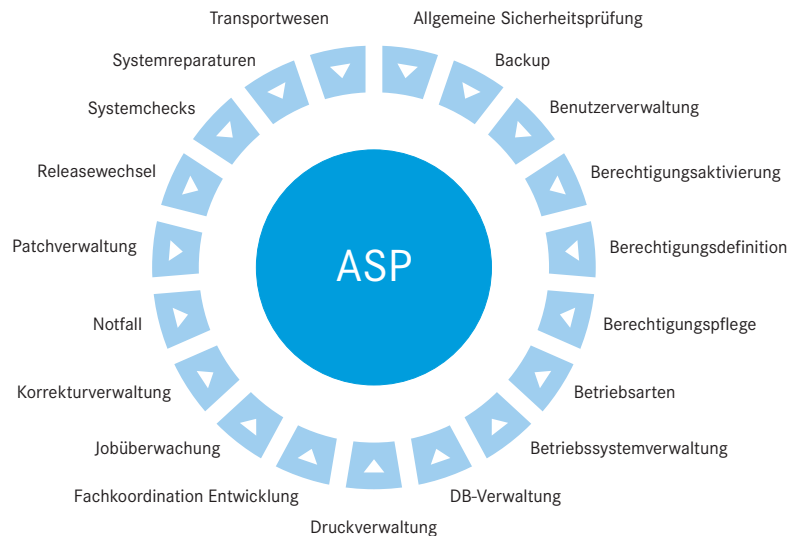 Transportwesen
Allgemeine Sicherheitsprüfung
Systemreparaturen
Backup
Systemchecks
Benutzerverwaltung
Releasewechsel
Berechtigungsaktivierung
Patchverwaltung
ASP
Berechtigungsdefinition
Notfall
Berechtigungspflege
Korrekturverwaltung
Betriebsarten
Jobüberwachung
Betriebssystemverwaltung
Fachkoordination Entwicklung
DB-Verwaltung
Druckverwaltung